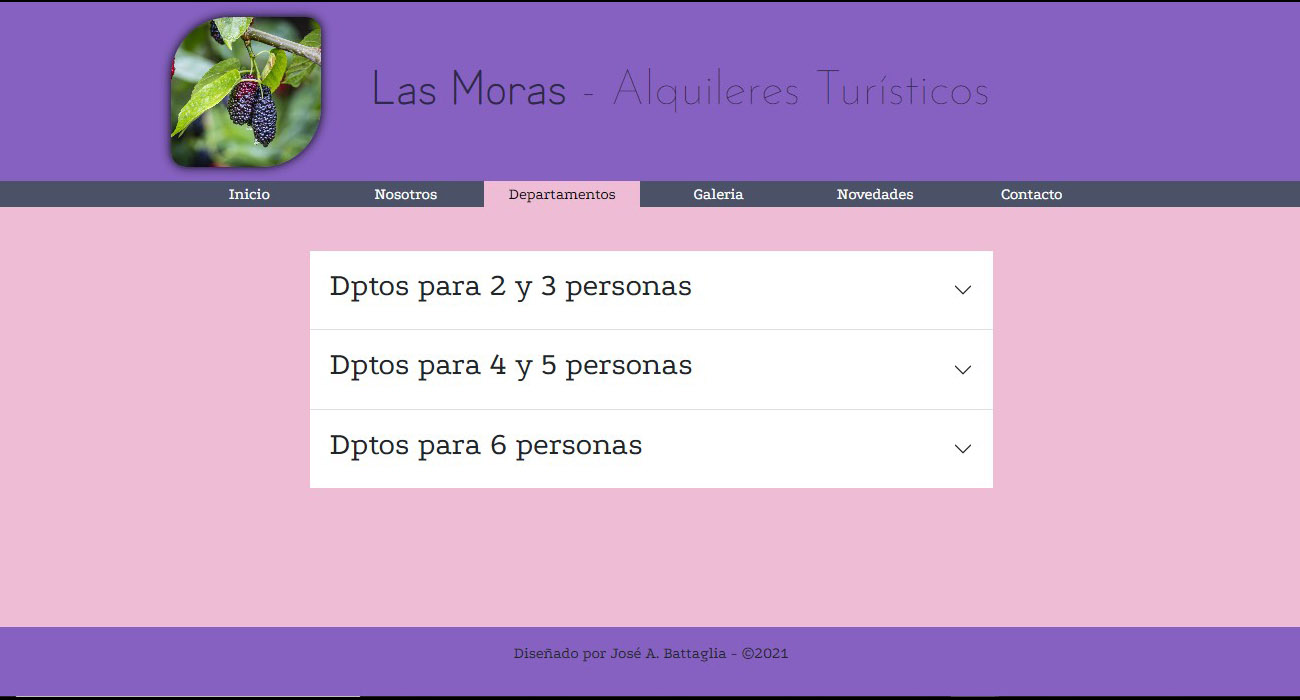 Las Moras - Alquileres Turísticos
Inicio Nosotros Departamentos Galeria Novedades Contacto
Dptos para 2 y 3 personas
Dptos para 4 y 5 personas
Dptos para 6 personas
Diseñado por José A. Battaglia - ©2021